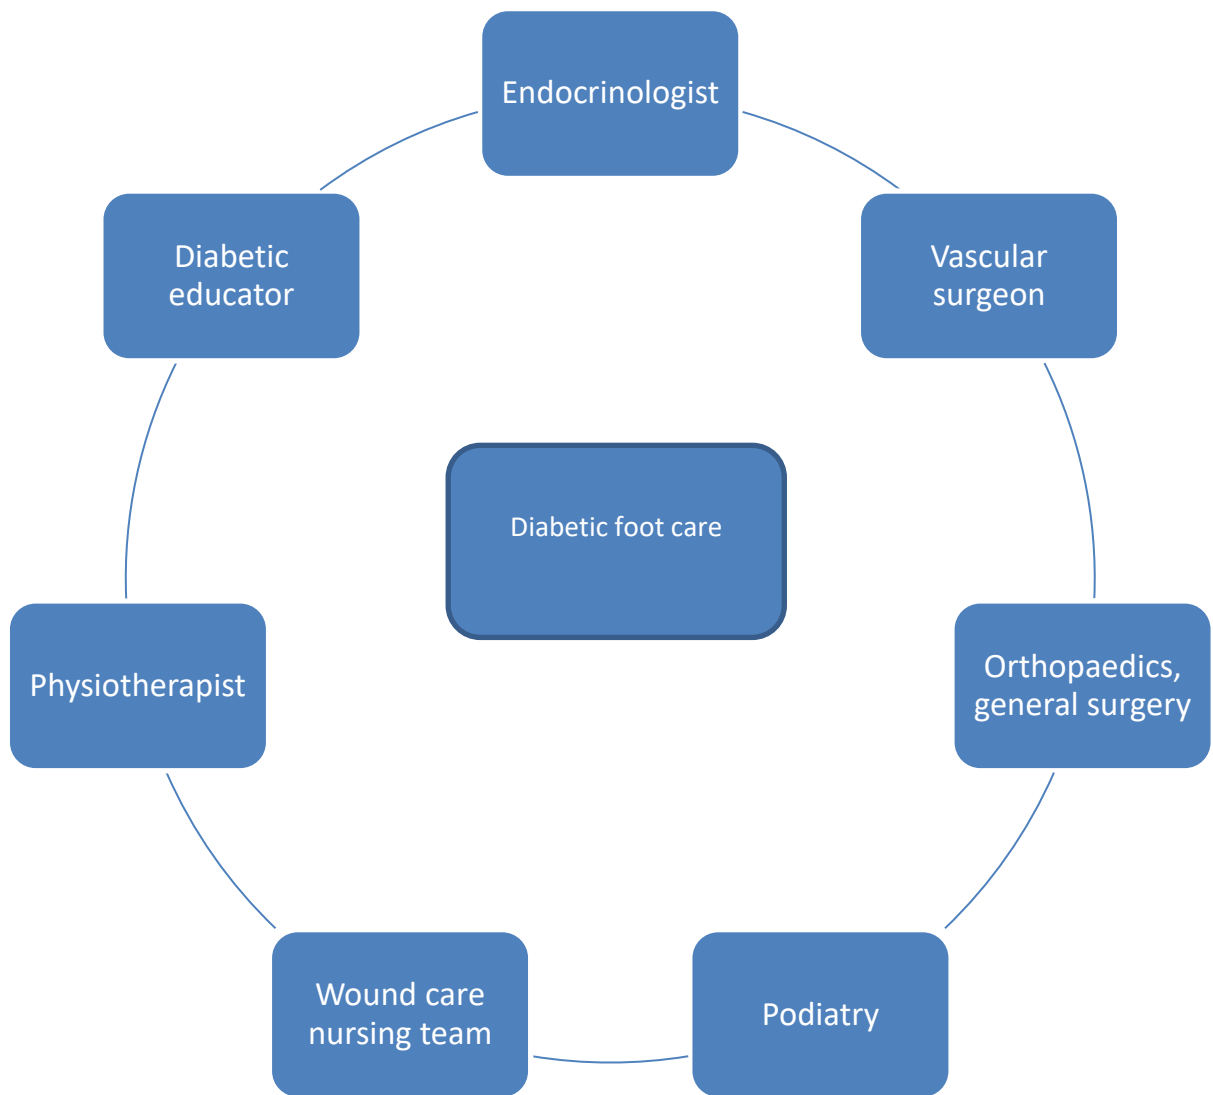 Endocrinologist
Diabetic
educator
Vascular
surgeon
Diabetic foot care
Physiotherapist
Orthopaedics,
general surgery
Wound care
nursing team
Podiatry